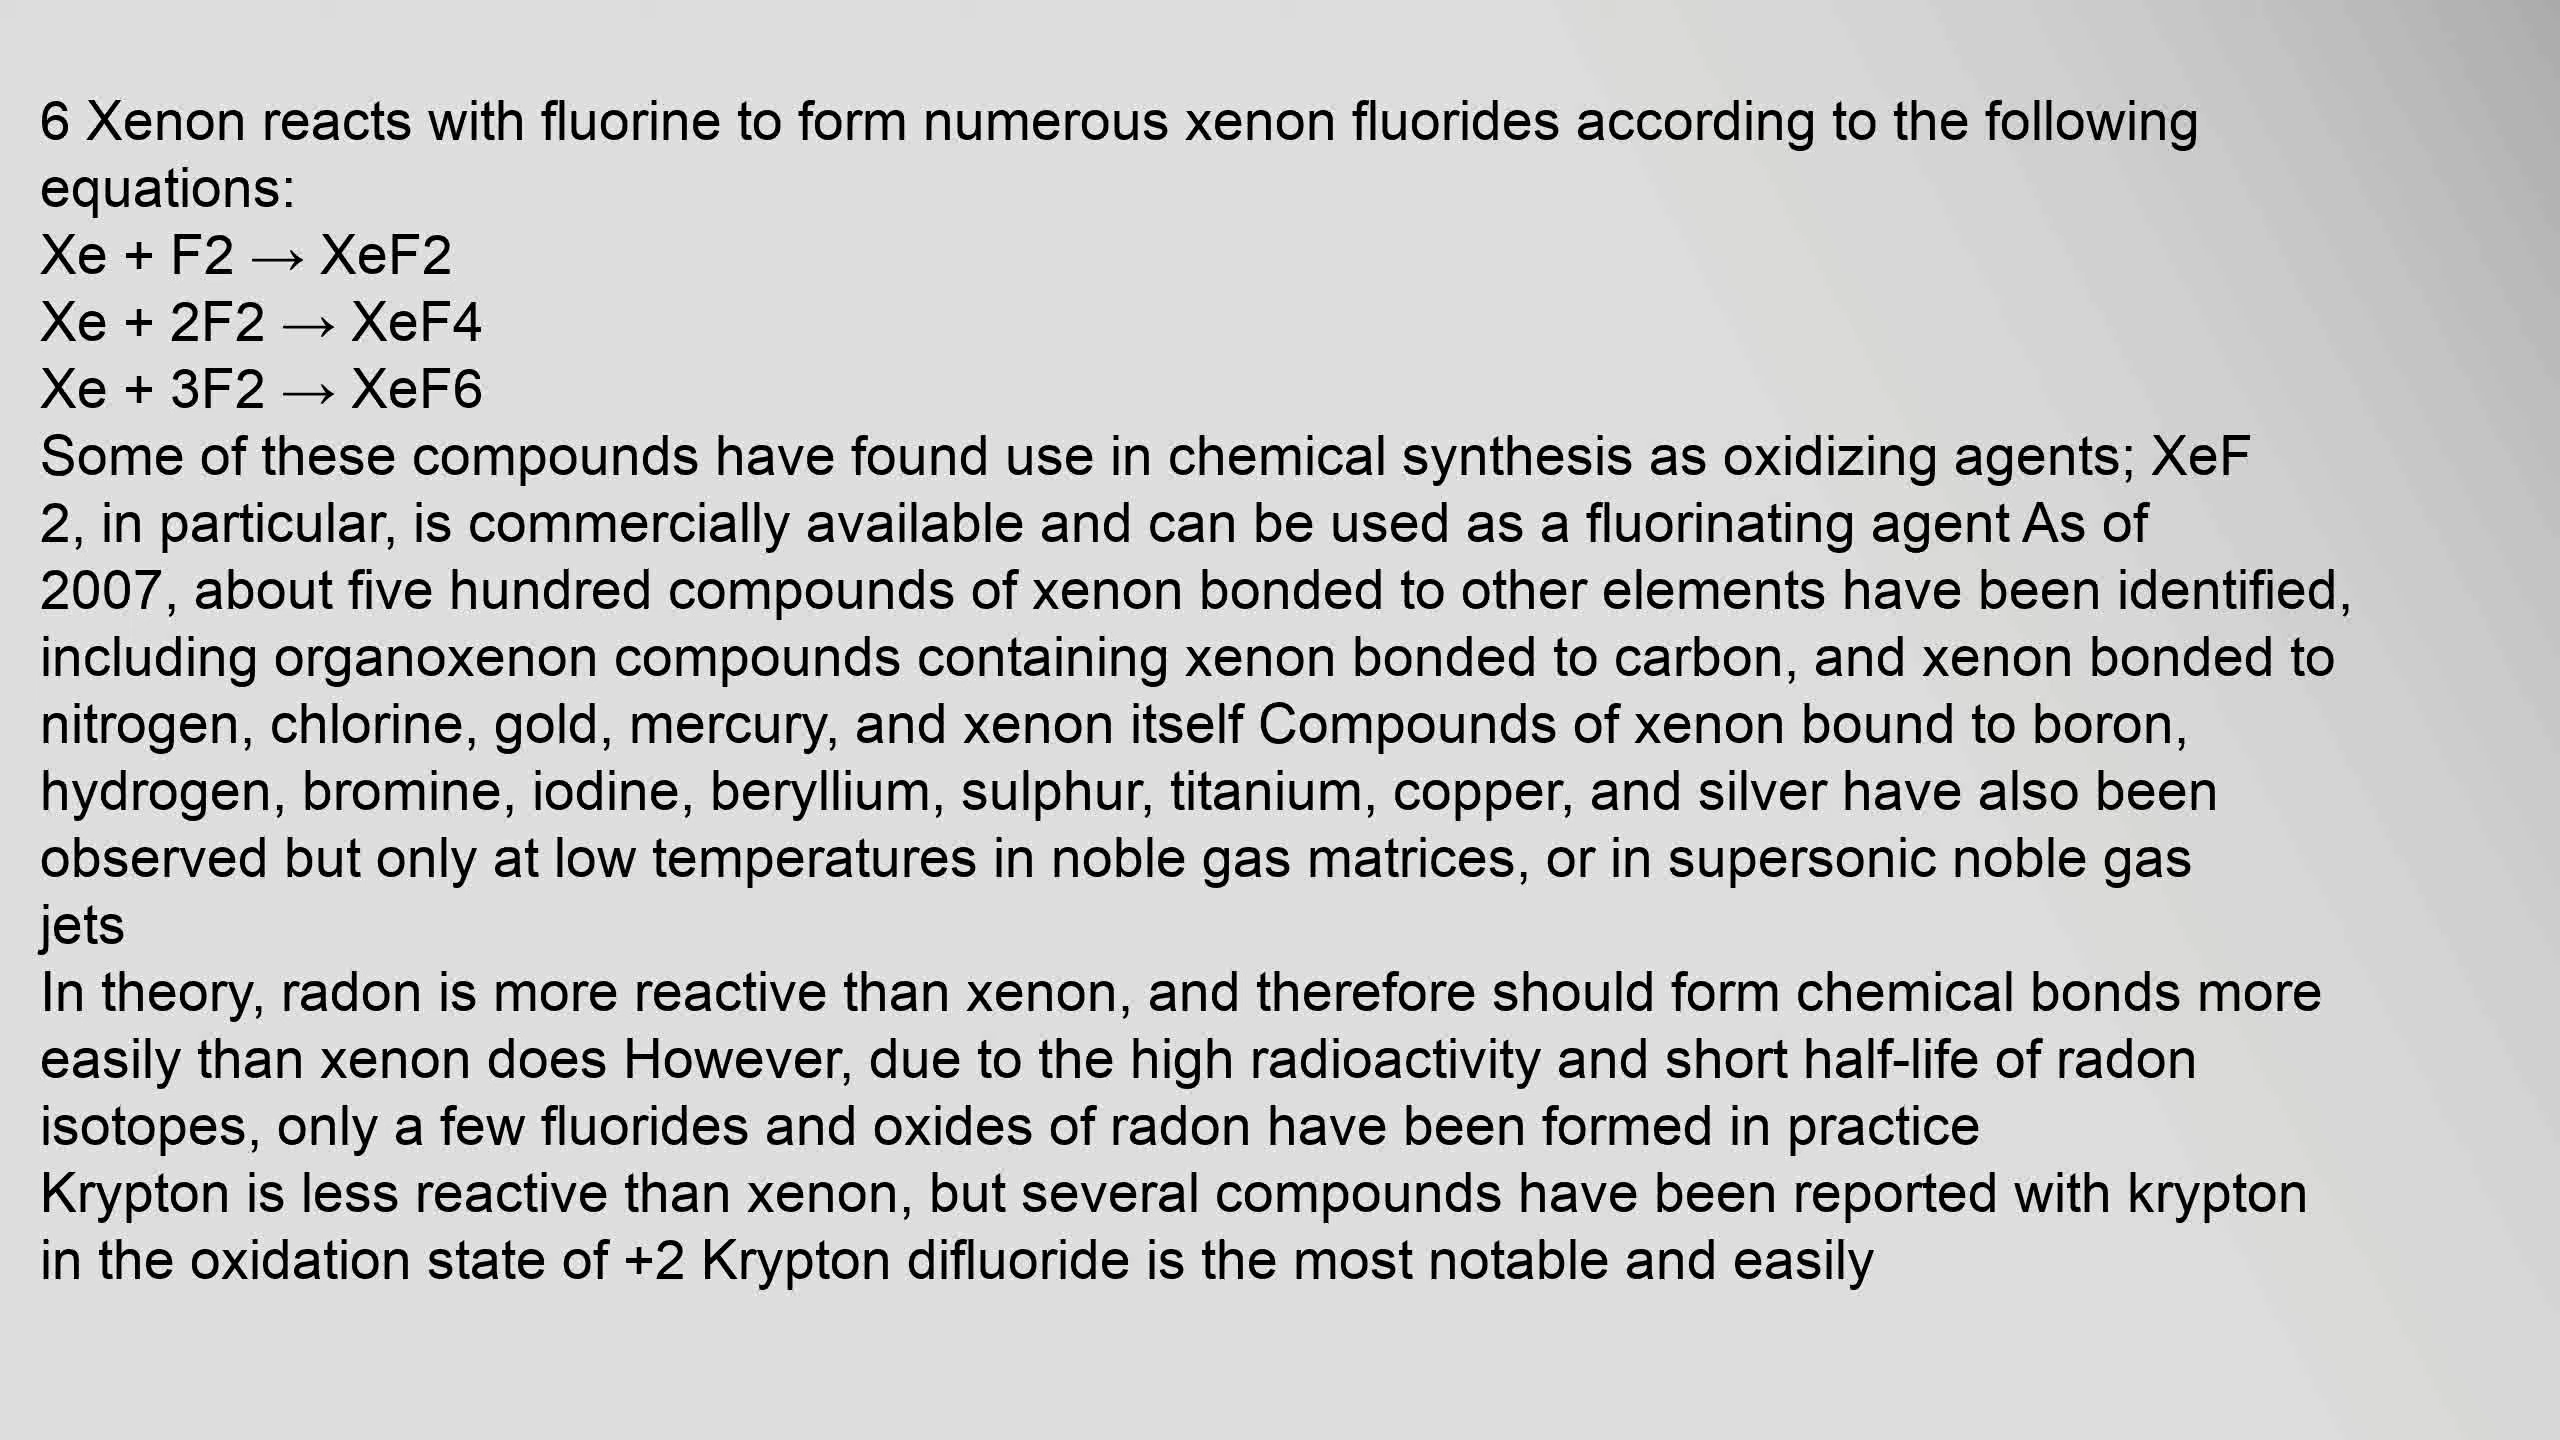 6 Xenon reacts with fluorine to form numerous xenon fluorides according to the following
equations:
Xe + F2 → XeF2
Xe + 2F2 → XeF4
Xe + 3F2 → XeF6
Some of these compounds have found use in chemical synthesis as oxidizing agents; XeF
2, in particular, is commercially available and can be used as a fluorinating agent As of
2007, about five hundred compounds of xenon bonded to other elements have been identified,
including organoxenon compounds containing xenon bonded to carbon, and xenon bonded to
nitrogen, chlorine, gold, mercury, and xenon itself Compounds of xenon bound to boron,
hydrogen, bromine, iodine, beryllium, sulphur, titanium, copper, and silver have also been
observed but only at low temperatures in noble gas matrices, or in supersonic noble gas
jets
In theory, radon is more reactive than xenon, and therefore should form chemical bonds more
easily than xenon does However, due to the high radioactivity and short half-life of radon
isotopes, only a few fluorides and oxides of radon have been formed in practice
Krypton is less reactive than xenon, but several compounds have been reported with krypton
in the oxidation state of +2 Krypton difluoride is the most notable and easily